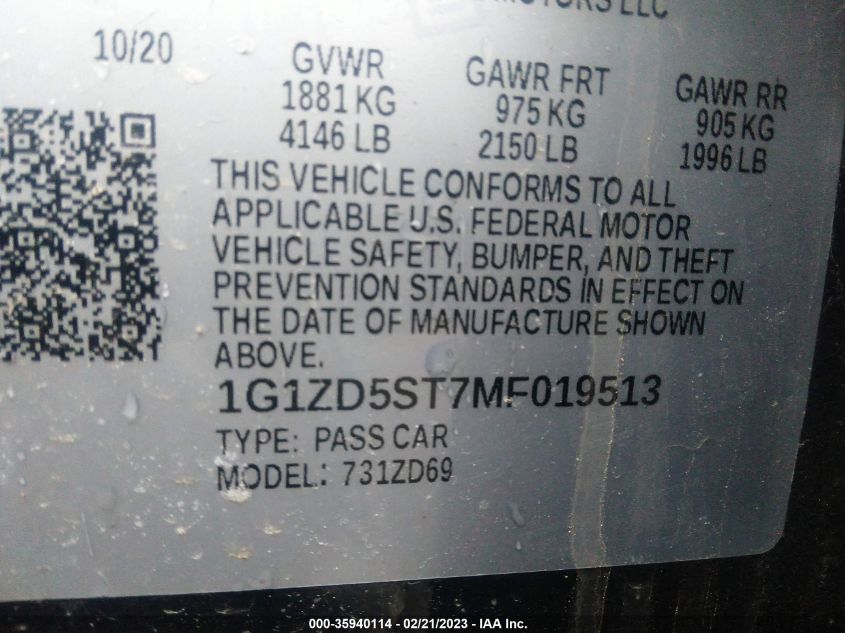 MOTORS LLC
10/20
GVWR
1881 KG
4146 LB
GAWR FRT
975 KG
2150 LB
GAWR RR
905 KG
1996 LB
THIS VEHICLE CONFORMS TO ALL
APPLICABLE U.S. FEDERAL MOTOR
VEHICLE SAFETY, BUMPER, AND THEFT
PREVENTION STANDARDS IN EFFECT ON
THE DATE OF MANUFACTURE SHOWN
ABOVE.
1G1ZD5ST7MF019513
TYPE: PASS CAR
MODEL: 731ZD69
000-35940114 - 02/21/2023 - IAA Inc.